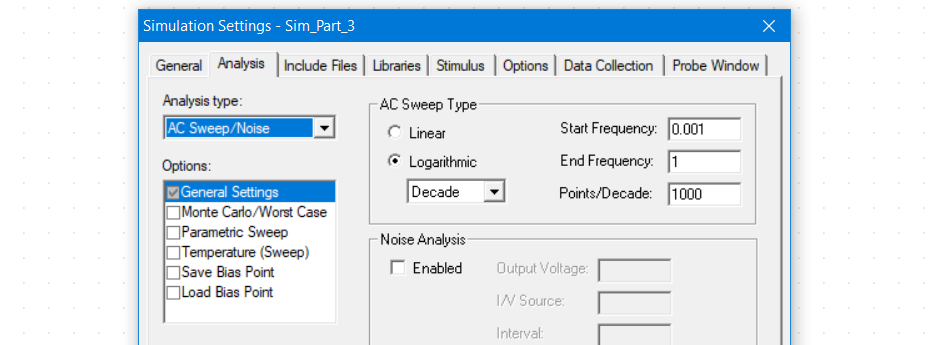 Simulation Settings - Sim_Part_3
General Analysis Include Files Libraries Stimulus Options Data Collection Probe Window
Analysis type:
AC Sweep/Noise
Options:
General Settings
Monte Carlo/Worst Case
Parametric Sweep
Temperature (Sweep)
Save Bias Point
Load Bias Point
AC Sweep Type
Linear
Logarithmic
Decade
Start Frequency: 0.001
End Frequency: 1
Points/Decade: 1000
Noise Analysis
Enabled
Output Voltage:
I/V Source:
Interval: